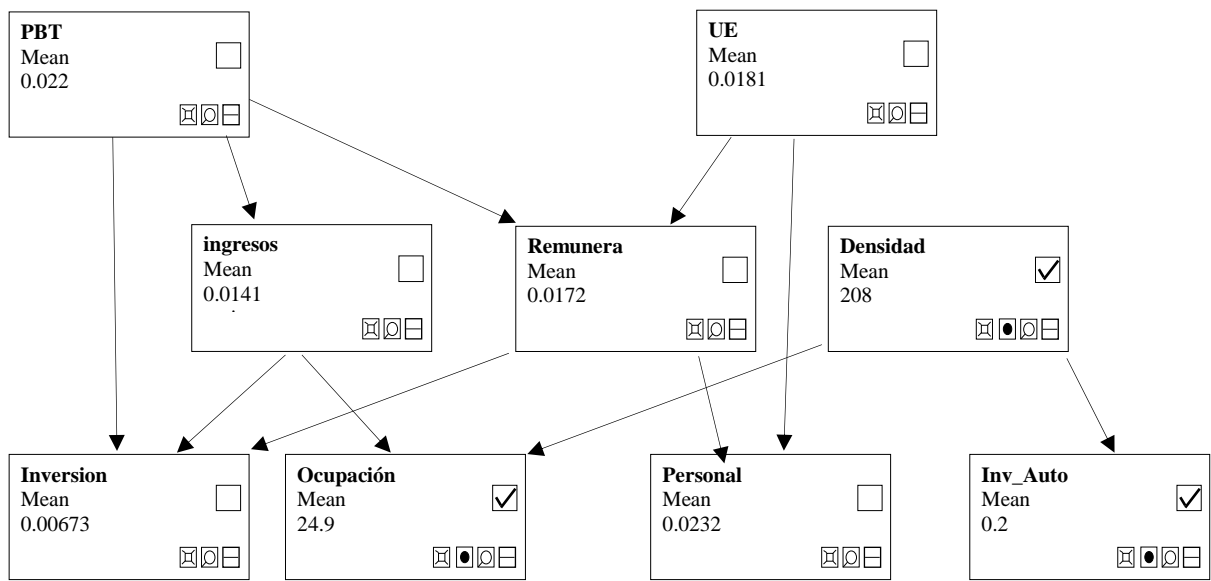 PBT
Mean
0.022
UE
Mean
0.0181
ingresos
Mean
0.0141
Remunera
Mean
0.0172
Densidad
Mean
208
Inversion
Mean
0.00673
Ocupación
Mean
24.9
Personal
Mean
0.0232
Inv_Auto
Mean
0.2